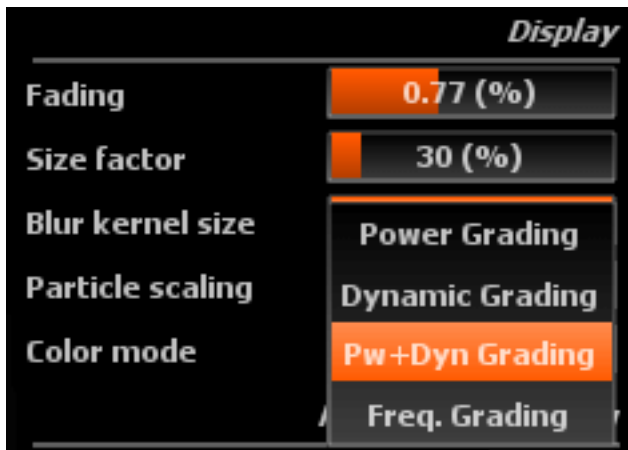 Display
Fading 0.77 (%)
Size factor 30 (%)
Blur kernel size Power Grading
Particle scaling Dynamic Grading
Color mode Pw+Dyn Grading
Freq. Grading